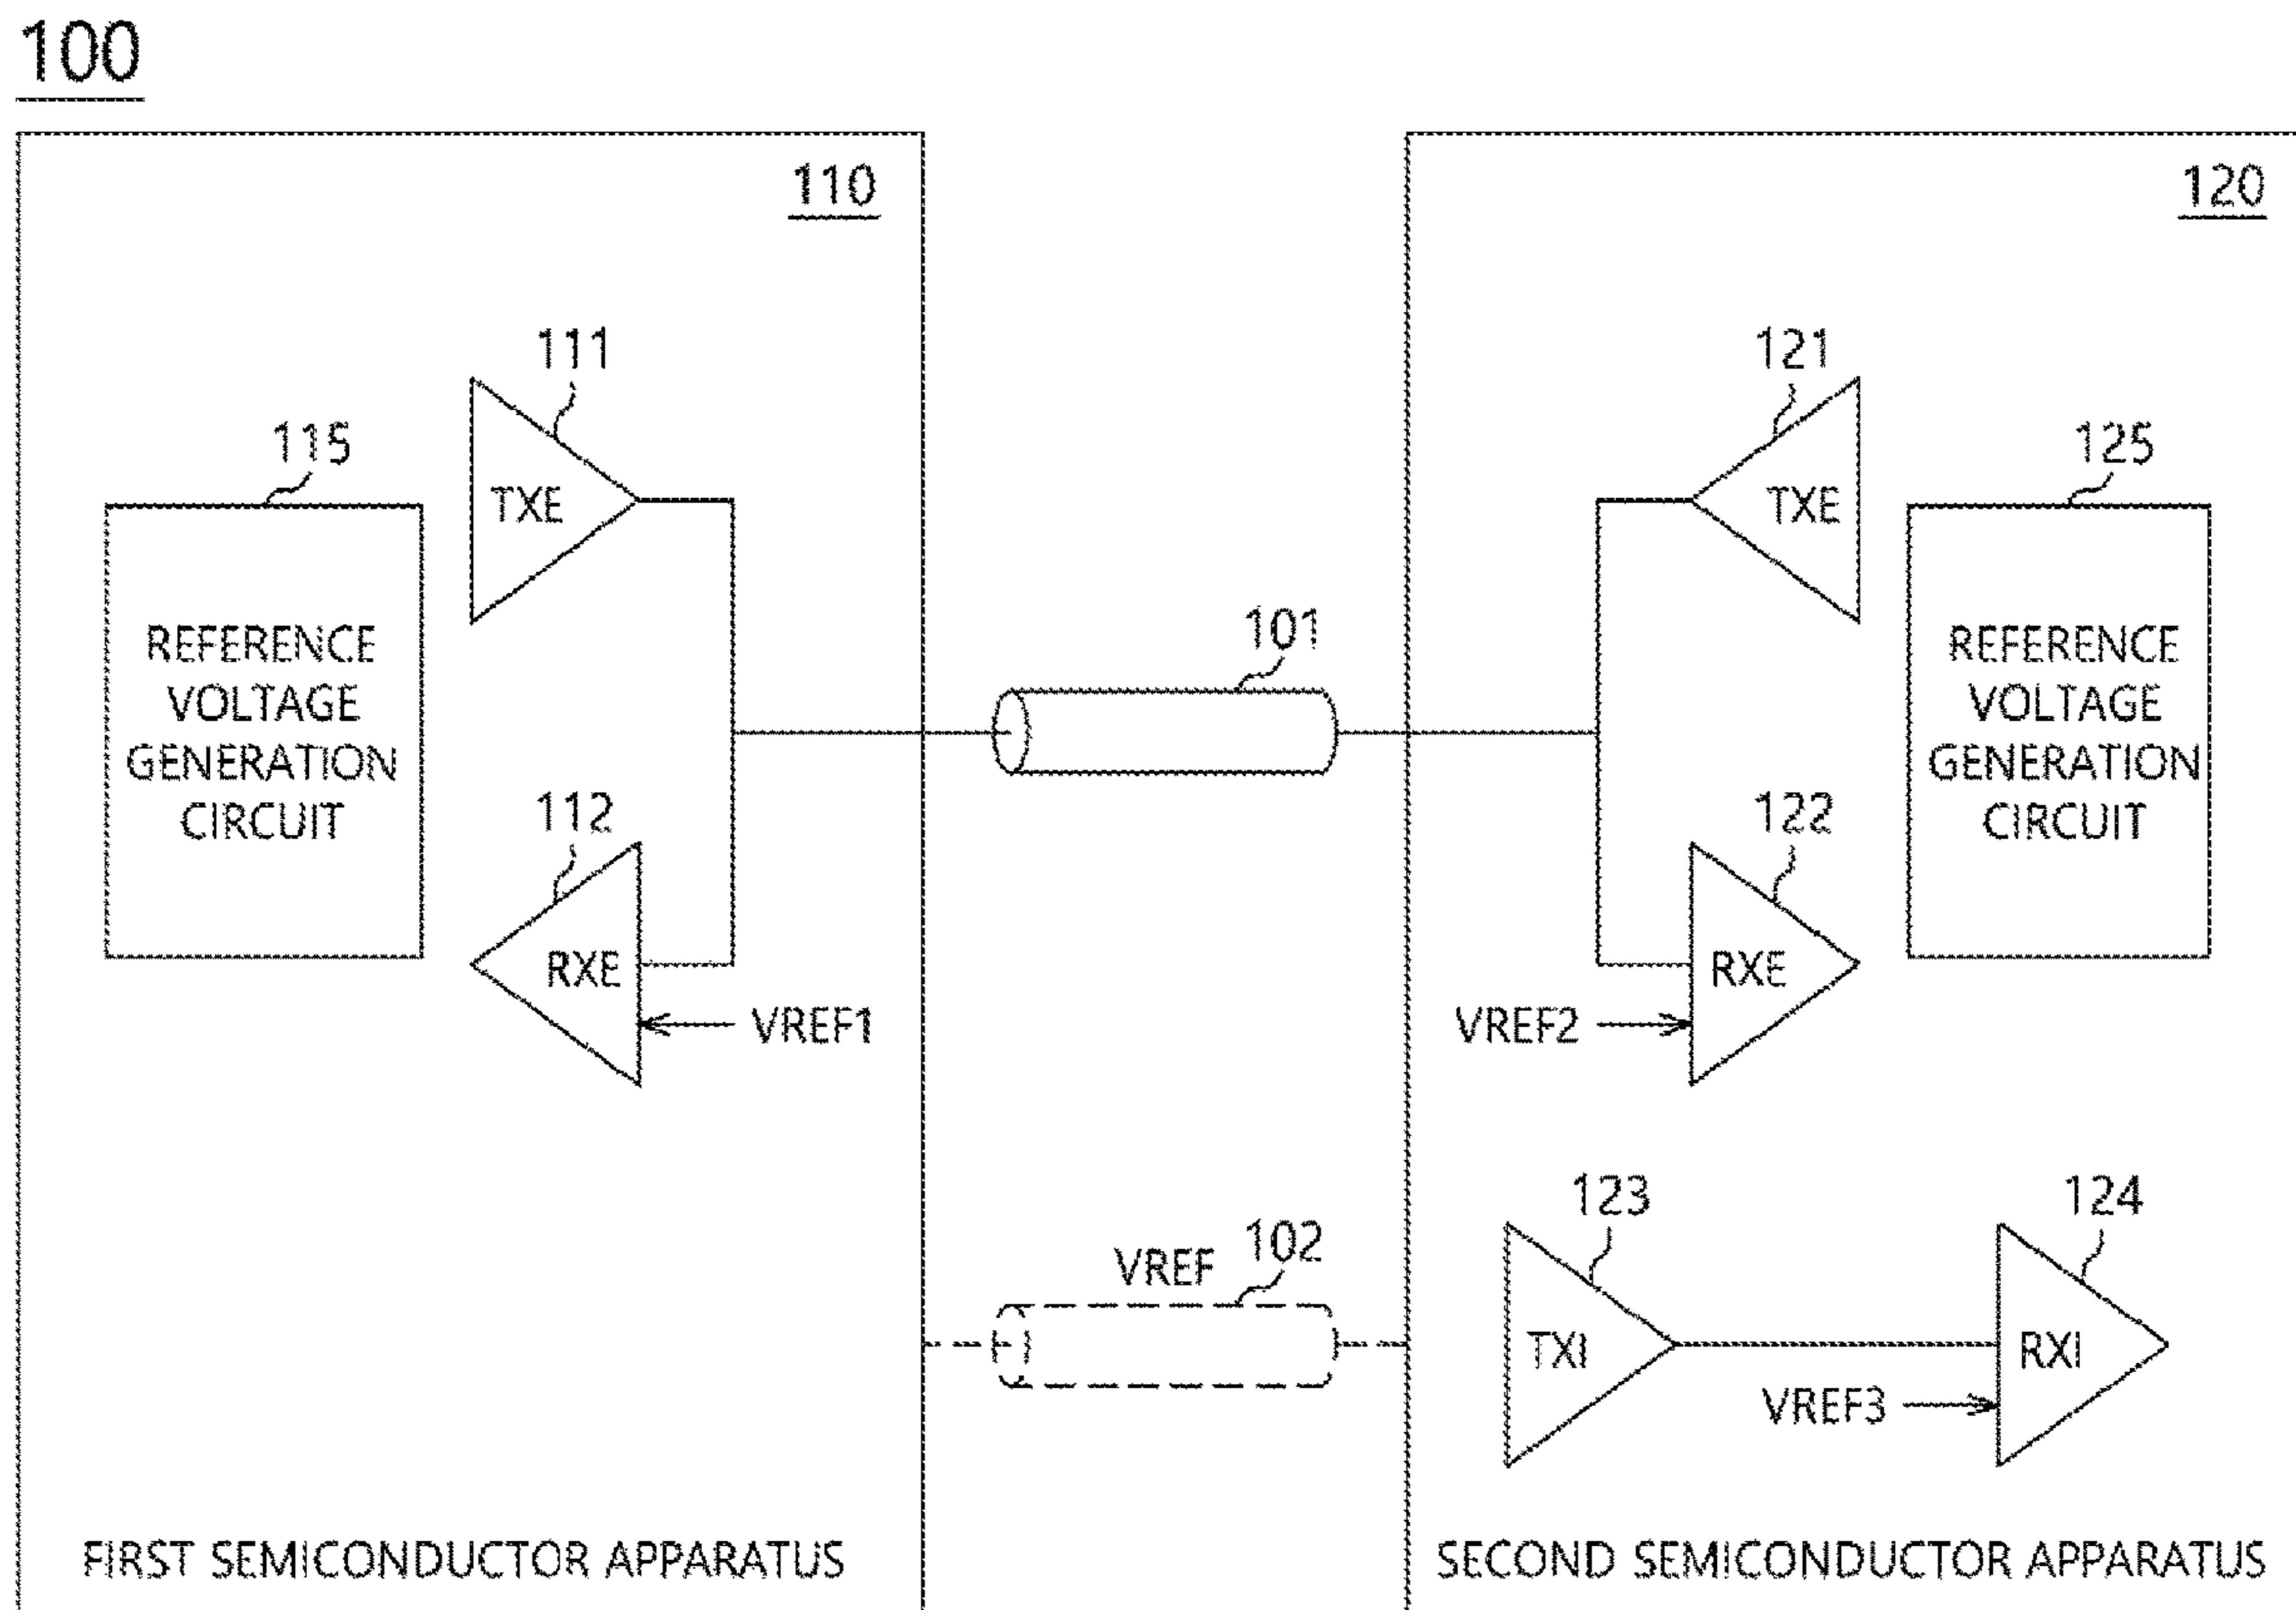 100
110
120
111
121
115
125
TXE
TXE
REFERENCE
VOLTAGE
GENERATION
CIRCUIT
101
REFERENCE
VOLTAGE
GENERATION
CIRCUIT
112
122
RXE
RXE
VREF1
VREF2
123
124
VREF
102
TXI
RXI
VREF3
FIRST SEMICONDUCTOR APPARATUS
SECOND SEMICONDUCTOR APPARATUS